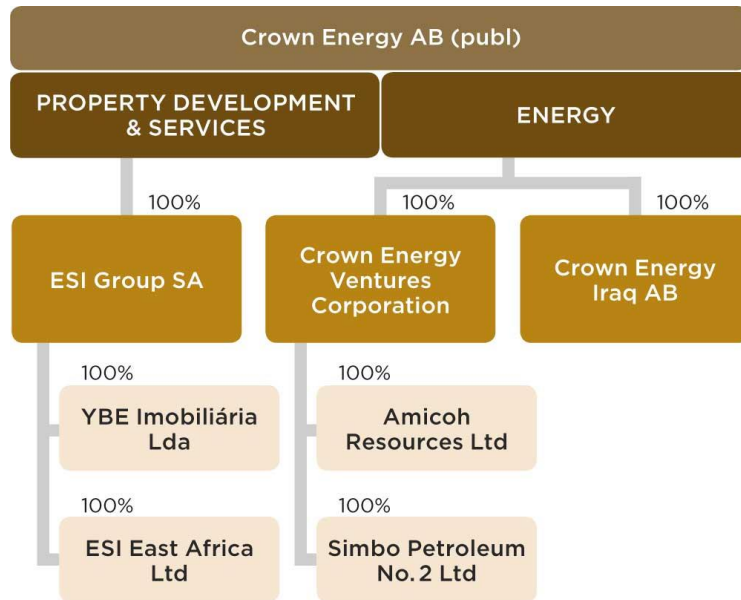 Crown Energy AB (publ)
PROPERTY DEVELOPMENT
& SERVICES
ENERGY
100%
100%
100%
ESI Group SA
Crown Energy
Ventures
Corporation
Crown Energy
Iraq AB
100%
100%
YBE Imobiliária
Lda
Amicoh
Resources Ltd
100%
100%
ESI East Africa
Ltd
Simbo Petroleum
No. 2 Ltd